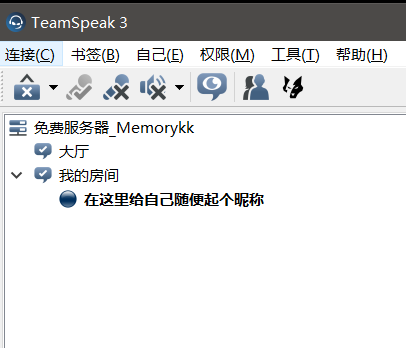 TeamSpeak 3
连接(C) 书签(B) 自己(E) 权限(M) 工具(T) 帮助(H)
免费服务器_Memorykk
大厅
我的房间
在这里给自己随便起个昵称